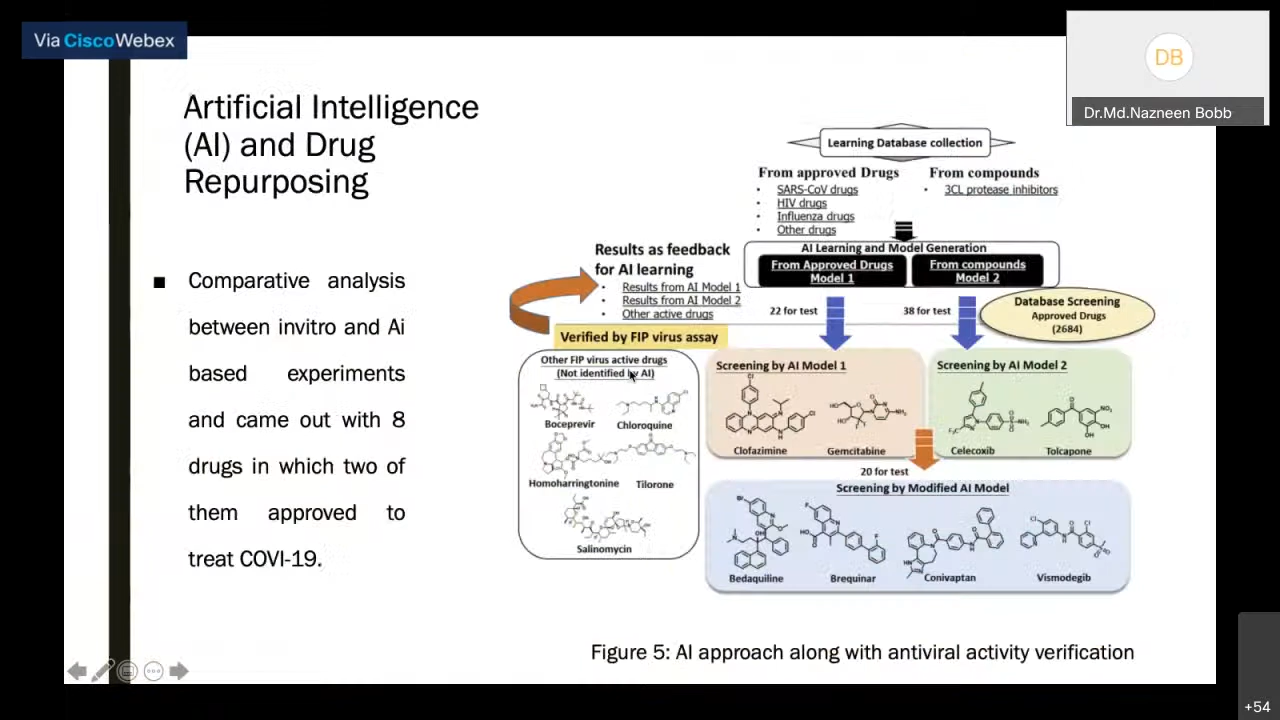 Via CiscoWebex
DB
Dr.Md.Nazneen Bobb
Artificial Intelligence
(AI) and Drug
Repurposing
■ Comparative analysis
between invitro and Ai
based experiments
and came out with 8
drugs in which two of
them approved to
treat COVI-19.
Learning Database collection
From approved Drugs
• SARS-CoV drugs
• HIV drugs
• Influenza drugs
• Other drugs
From compounds
• 3CL protease inhibitors
AI Learning and Model Generation
From Approved Drugs
Model 1
From compounds
Model 2
Results as feedback
for AI learning
• Results from AI Model 1
• Results from AI Model 2
• Other active drugs
22 for test
38 for test
Database Screening
Approved Drugs
(2684)
Verified by FIP virus assay
Other FIP virus active drugs
(Not identified by AI)
Boceprevir
Chloroquine
Homoharringtonine
Tilorone
Salinomycin
Screening by AI Model 1
Clofazimine
Gemcitabine
Screening by AI Model 2
Celecoxib
Tolcapone
20 for test
Screening by Modified AI Model
Bedaquiline
Brequinar
Conivaptan
Vismodegib
Figure 5: AI approach along with antiviral activity verification
+54